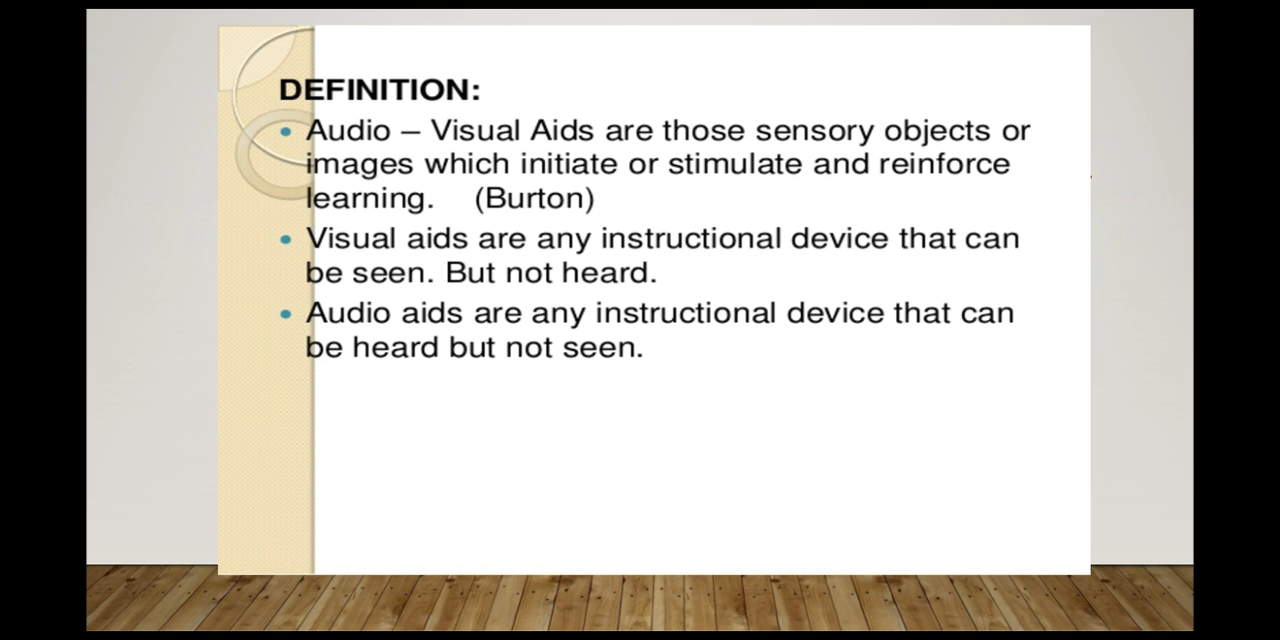 DEFINITION:
• Audio – Visual Aids are those sensory objects or
images which initiate or stimulate and reinforce
learning. (Burton)
• Visual aids are any instructional device that can
be seen. But not heard.
• Audio aids are any instructional device that can
be heard but not seen.